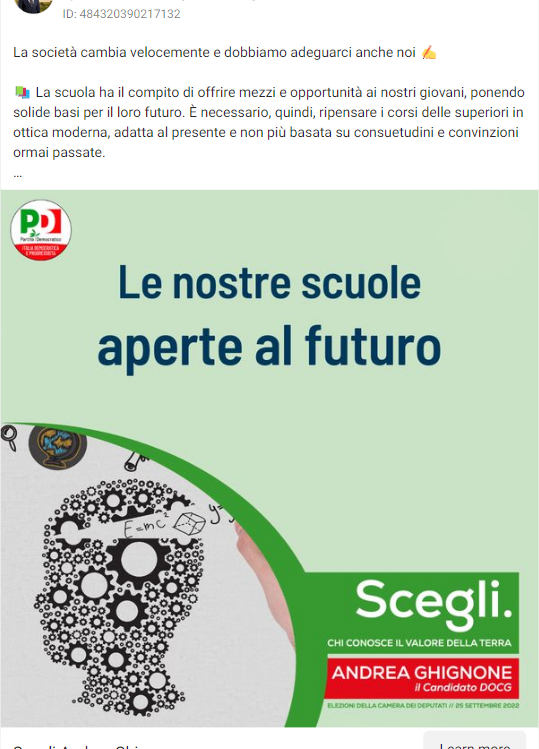 ID: 484320390217132
La società cambia velocemente e dobbiamo adeguarci anche noi ✍
La scuola ha il compito di offrire mezzi e opportunità ai nostri giovani, ponendo
solide basi per il loro futuro. È necessario, quindi, ripensare i corsi delle superiori in
ottica moderna, adatta al presente e non più basata su consuetudini e convinzioni
ormai passate.
...
PD
Partito Democratico
ITALIA DEMOCRATICA
E PROGRESSISTA
Le nostre scuole
aperte al futuro
E=mc²
y=
Scegli.
CHI CONOSCE IL VALORE DELLA TERRA
ANDREA GHIGNONE
il Candidato DOCG
ELEZIONI DELLA CAMERA DEI DEPUTATI // 25 SETTEMBRE 2022
Learn more